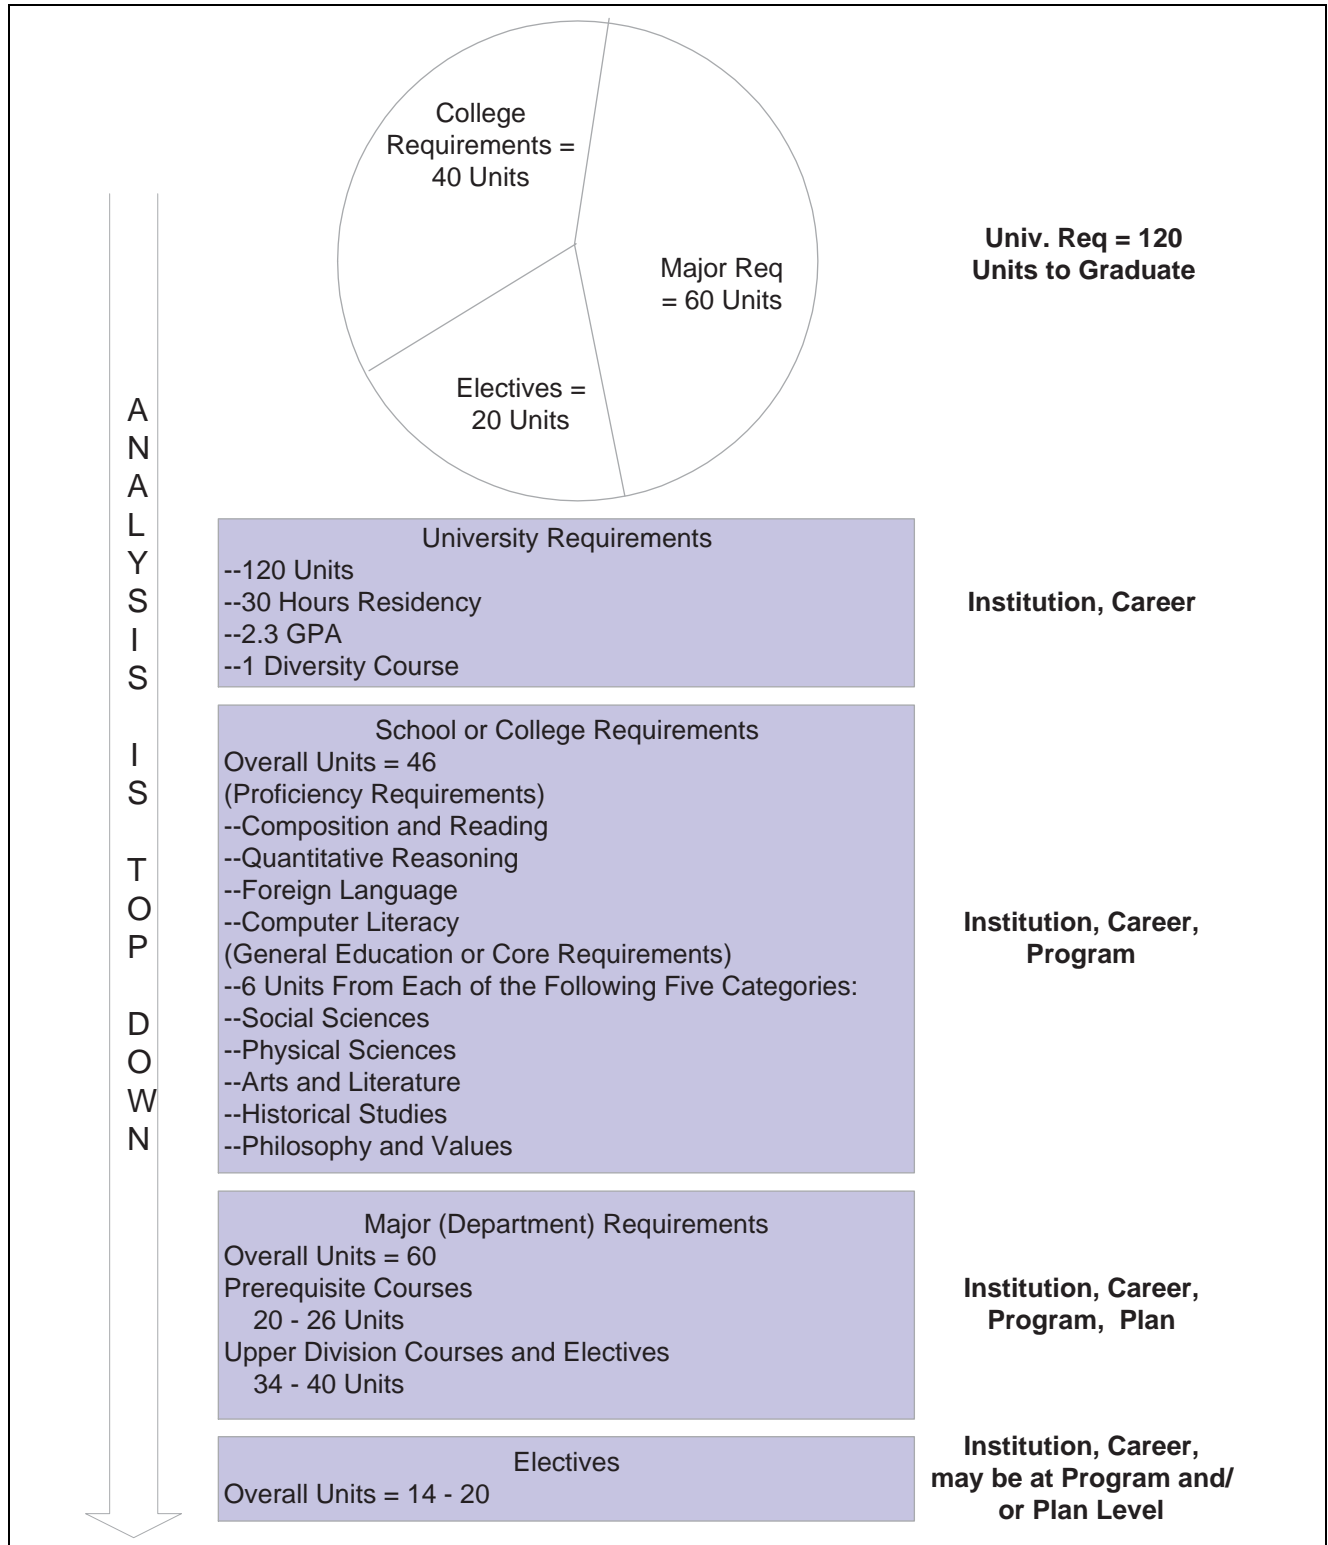 College
Requirements =
40 Units
Major Req
= 60 Units
Electives =
20 Units
Univ. Req = 120
Units to Graduate
ANALYSIS IS TOP DOWN
University Requirements
--120 Units
--30 Hours Residency
--2.3 GPA
--1 Diversity Course
Institution, Career
School or College Requirements
Overall Units = 46
(Proficiency Requirements)
--Composition and Reading
--Quantitative Reasoning
--Foreign Language
--Computer Literacy
(General Education or Core Requirements)
--6 Units From Each of the Following Five Categories:
--Social Sciences
--Physical Sciences
--Arts and Literature
--Historical Studies
--Philosophy and Values
Institution, Career,
Program
Major (Department) Requirements
Overall Units = 60
Prerequisite Courses
20 - 26 Units
Upper Division Courses and Electives
34 - 40 Units
Institution, Career,
Program, Plan
Electives
Overall Units = 14 - 20
Institution, Career,
may be at Program and/
or Plan Level